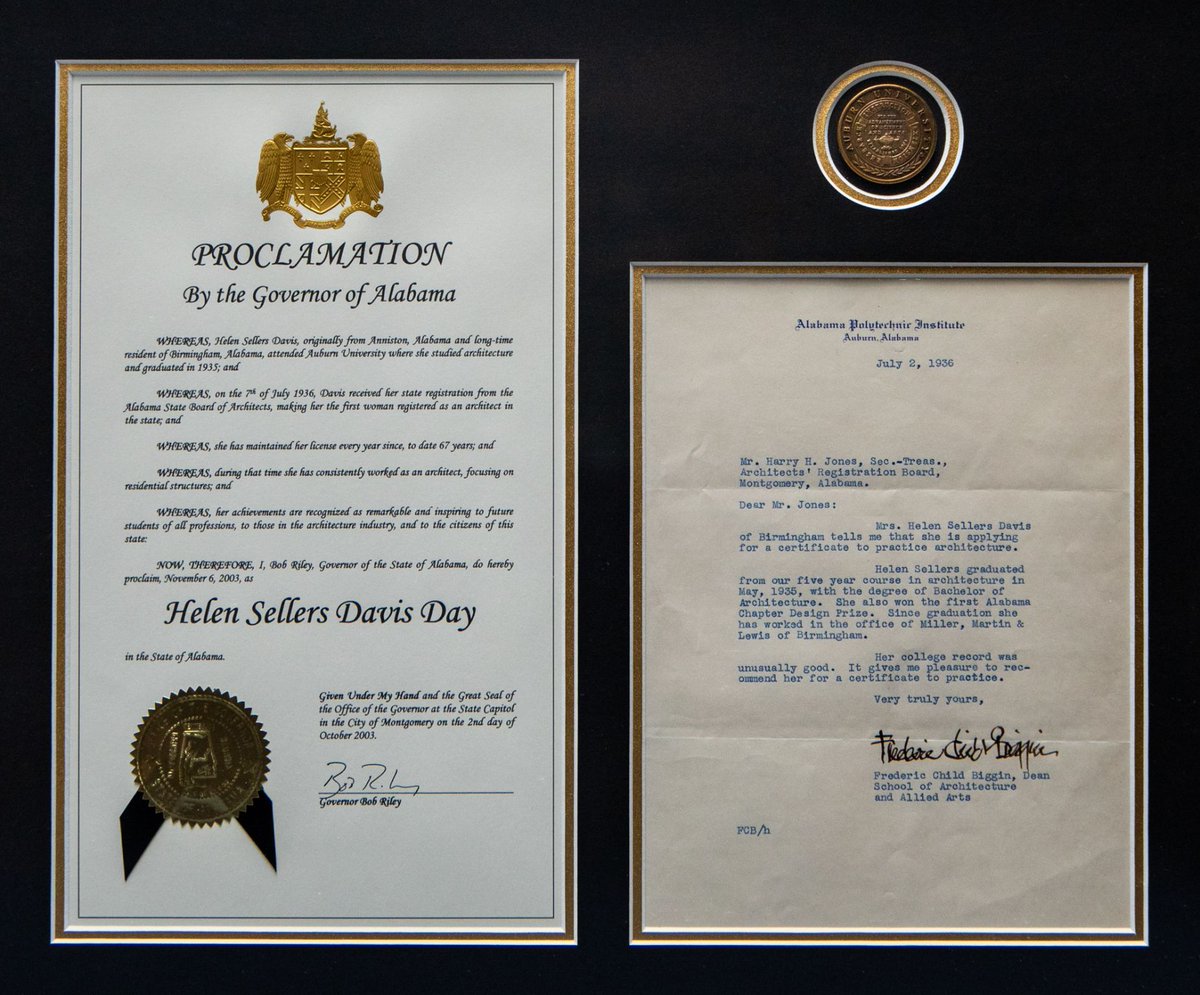 PROCLAMATION
By the Governor of Alabama
WHEREAS, Helen Sellers Davis, originally from Anniston, Alabama and long-time
resident of Birmingham, Alabama, attended Auburn University where she studied architecture
and graduated in 1935; and
WHEREAS, on the 7th of July 1936, Davis received her state registration from the
Alabama State Board of Architects, making her the first woman registered as an architect in
the state; and
WHEREAS, she has maintained her license every year since, to date 67 years; and
WHEREAS, during that time she has consistently worked as an architect, focusing on
residential structures; and
WHEREAS, her achievements are recognized as remarkable and inspiring to future
students of all professions, to those in the architecture industry, and to the citizens of this
state:
NOW, THEREFORE, I, Bob Riley, Governor of the State of Alabama, do hereby
proclaim, November 6, 2003, as
Helen Sellers Davis Day
in the State of Alabama.
Given Under My Hand and the Great Seal of
the Office of the Governor at the State Capitol
in the City of Montgomery on the 2nd day of
October 2003.
Bob Riley
Governor Bob Riley
AUBURN UNIVERSITY
Alabama Polytechnic Institute
Auburn, Alabama
July 2, 1936
Mr. Harry H. Jones, Sec.-Treas.,
Architects' Registration Board,
Montgomery, Alabama.
Dear Mr. Jones:
Mrs. Helen Sellers Davis
of Birmingham tells me that she is applying
for a certificate to practice architecture.
Helen Sellers graduated
from our five year course in architecture in
May, 1935, with the degree of Bachelor of
Architecture. She also won the first Alabama
Chapter Design Prize. Since graduation she
has worked in the office of Miller, Martin &
Lewis of Birmingham.
Her college record was
unusually good. It gives me pleasure to rec-
ommend her for a certificate to practice.
Very truly yours,
Frederic Child Biggin
Frederic Child Biggin, Dean
School of Architecture
and Allied Arts
FCB/h